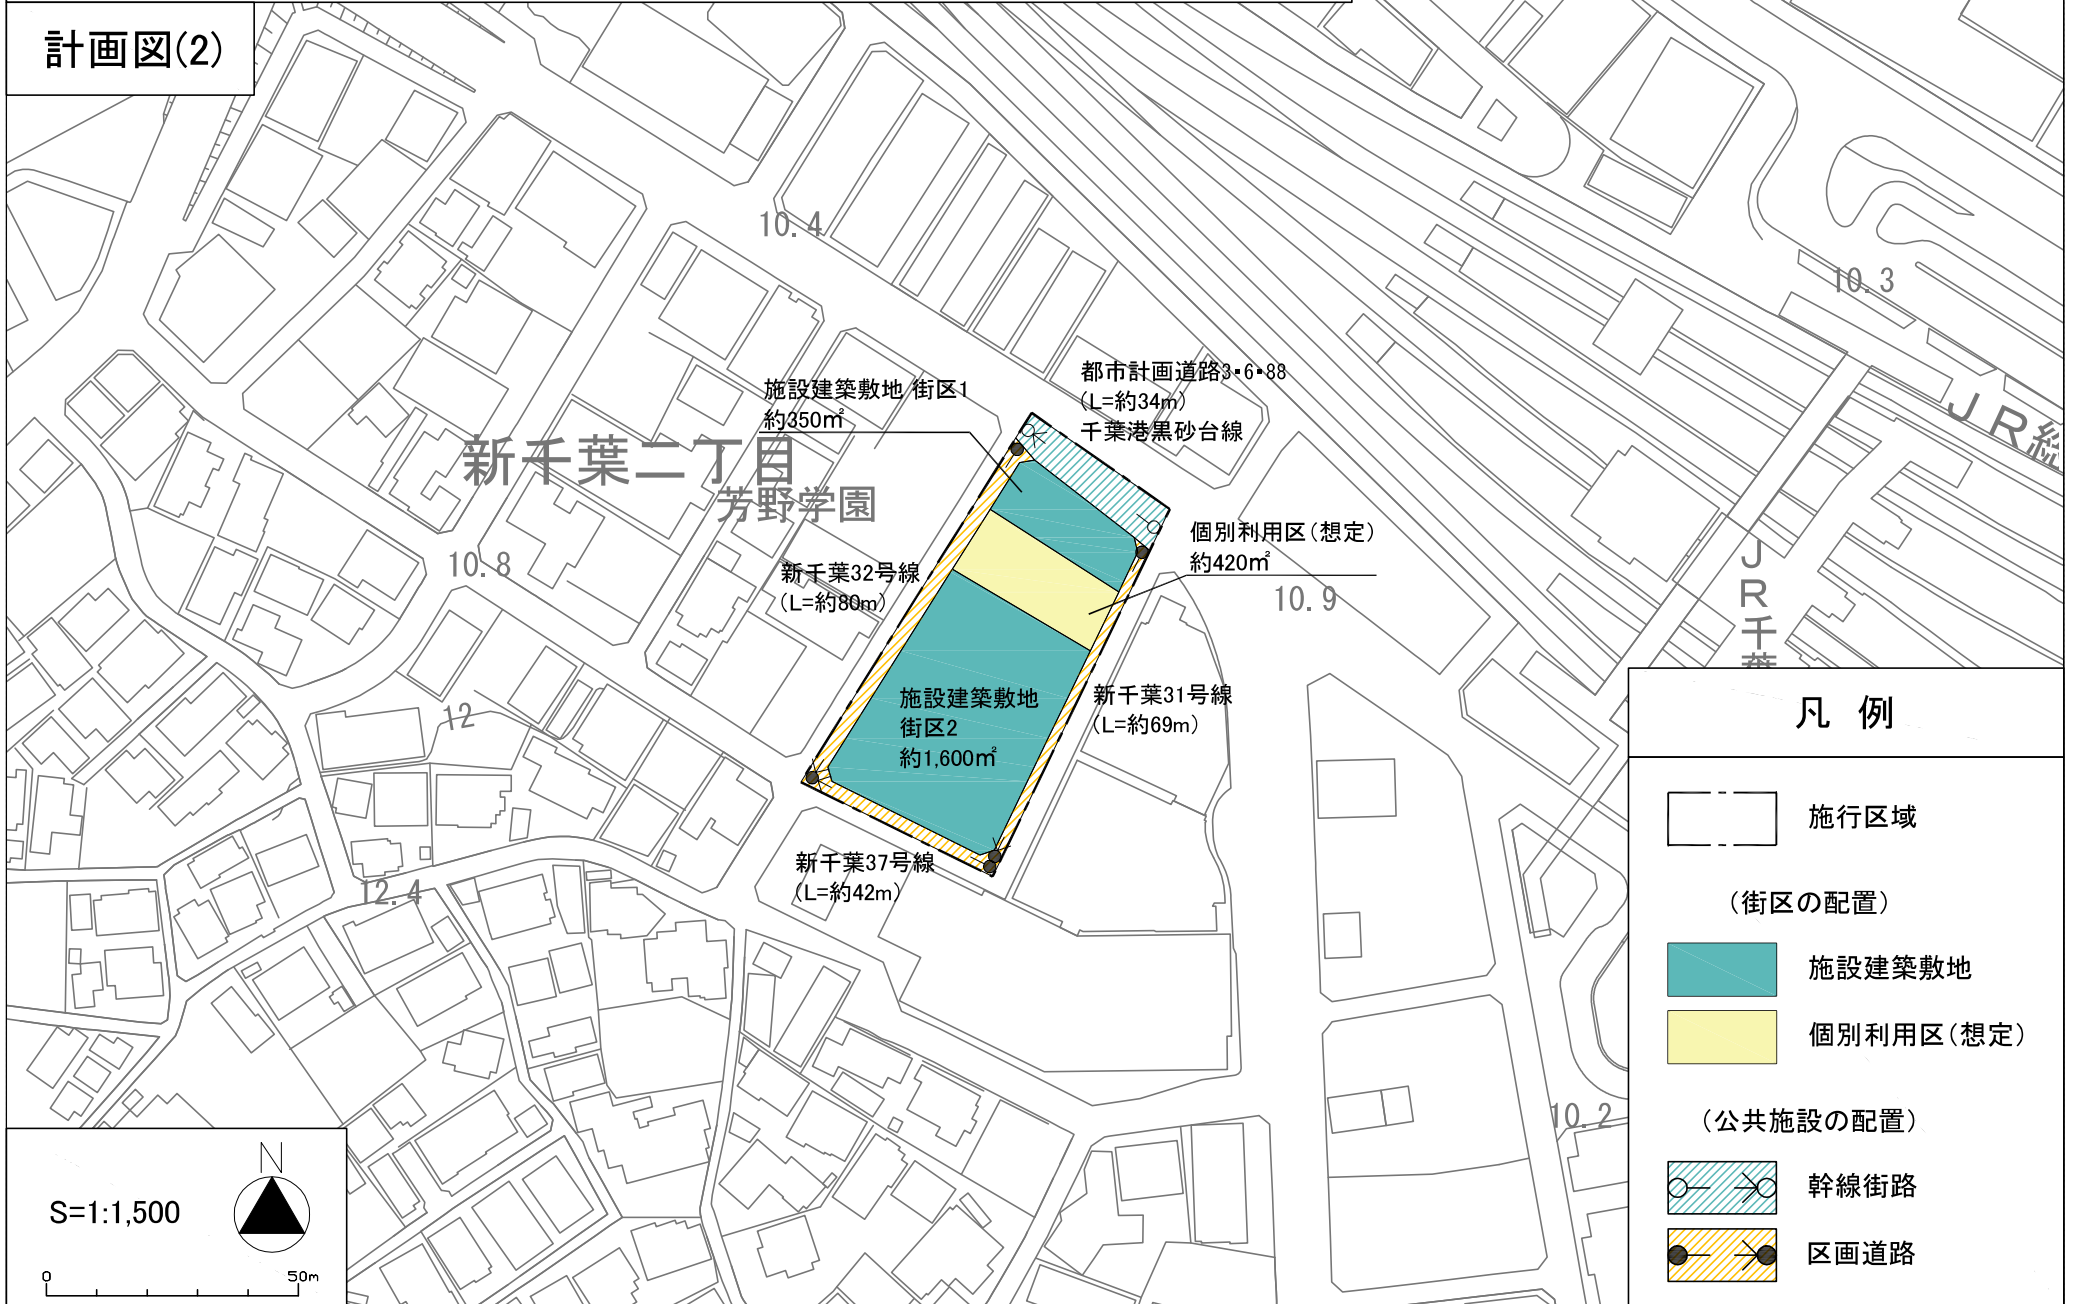 計画図(2)
10.4
10.3
都市計画道路3・6・88
(L=約34m)
千葉港黒砂台線
施設建築敷地 街区1
約350㎡
JR総
新千葉二丁目
芳野学園
個別利用区(想定)
約420㎡
10.8
新千葉32号線
(L=約80m)
10.9
JR千葉
施設建築敷地
街区2
約1,600㎡
新千葉31号線
(L=約69m)
12
新千葉37号線
(L=約42m)
12.4
10.2
凡 例
施行区域
(街区の配置)
施設建築敷地
個別利用区(想定)
(公共施設の配置)
幹線街路
区画道路
N
S=1:1,500
0 50m